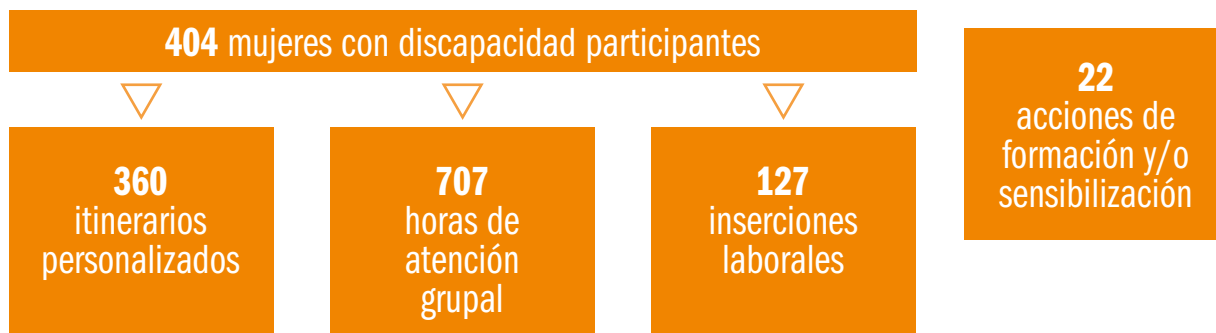 404 mujeres con discapacidad participantes
360
itinerarios
personalizados
707
horas de
atención
grupal
127
inserciones
laborales
22
acciones de
formación y/o
sensibilización